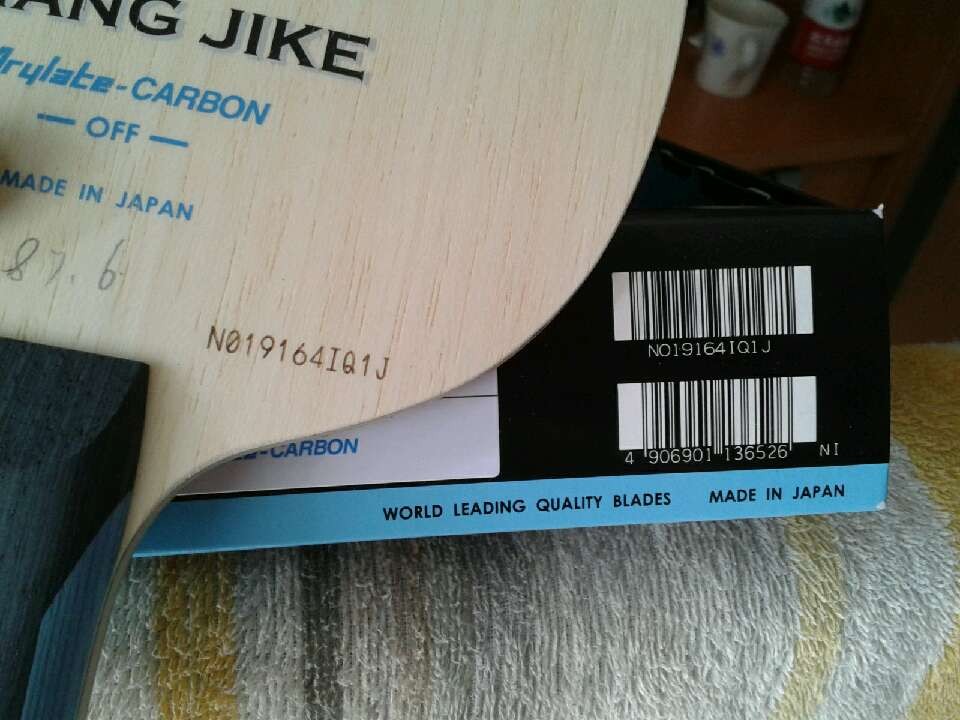 ANG JIKE
Arylate-CARBON
OFF
MADE IN JAPAN
87.6
N019164IQ1J
NO19164IQ1J
4 906901 136526 NI
-CARBON
WORLD LEADING QUALITY BLADES MADE IN JAPAN